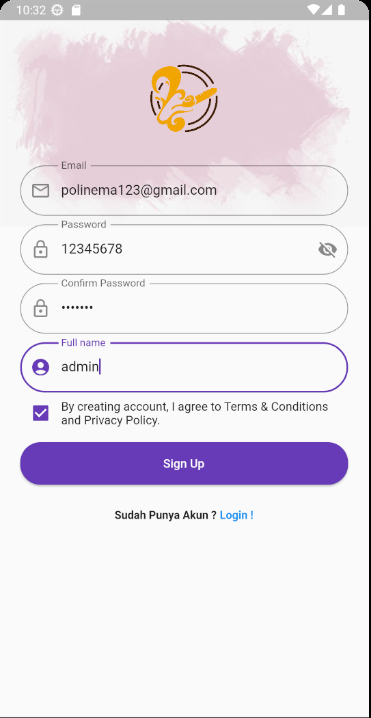 10:32
Email
polinema123@gmail.com
Password
12345678
Confirm Password
•••••••
Full name
admin
By creating account, I agree to Terms & Conditions
and Privacy Policy.
Sign Up
Sudah Punya Akun ? Login !